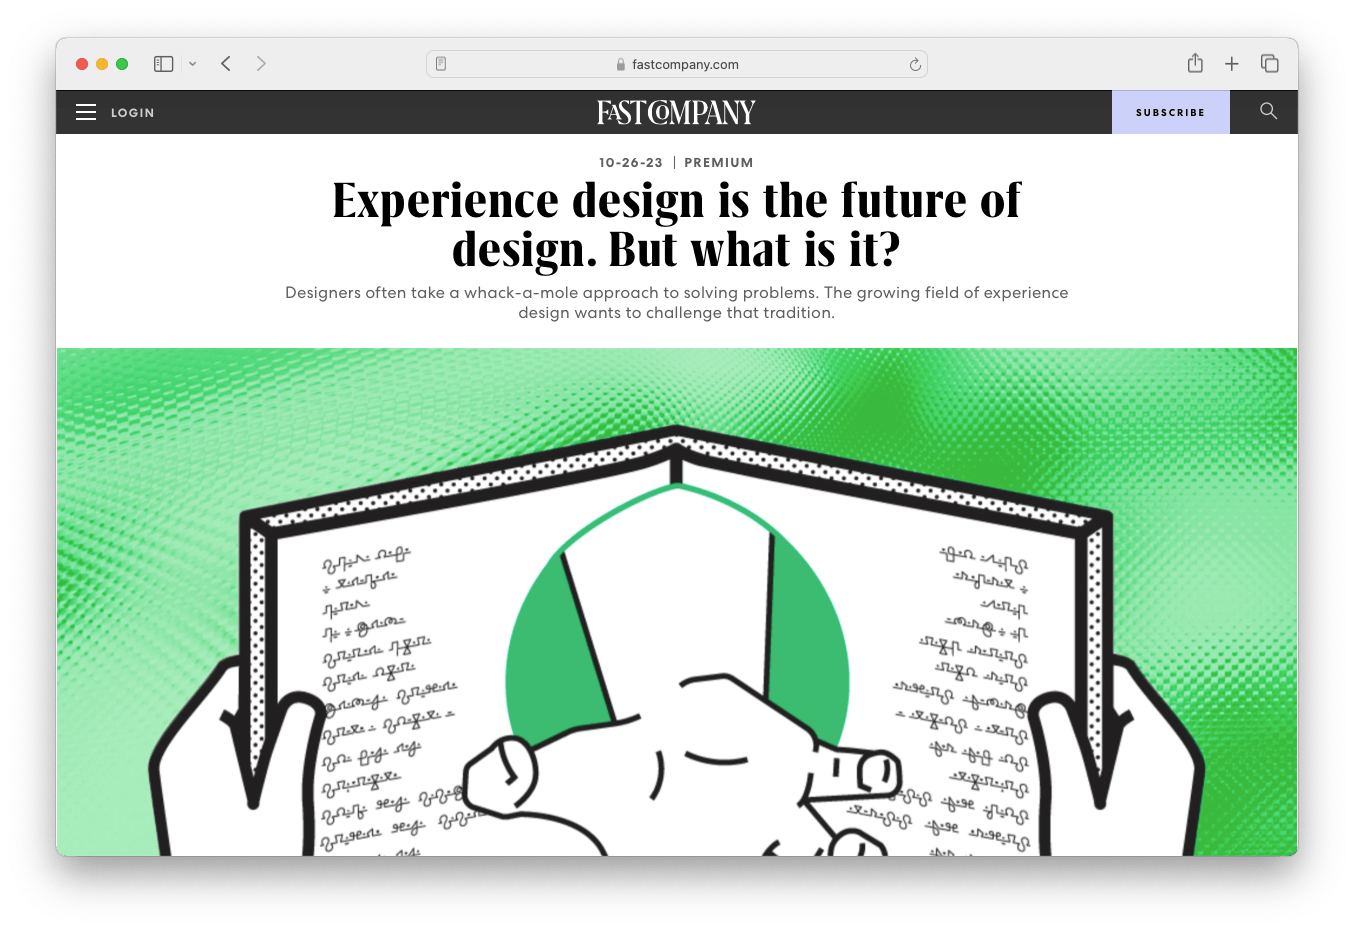 fastcompany.com
LOGIN
FAST COMPANY
SUBSCRIBE
10-26-23 | PREMIUM
Experience design is the future of
design. But what is it?
Designers often take a whack-a-mole approach to solving problems. The growing field of experience
design wants to challenge that tradition.